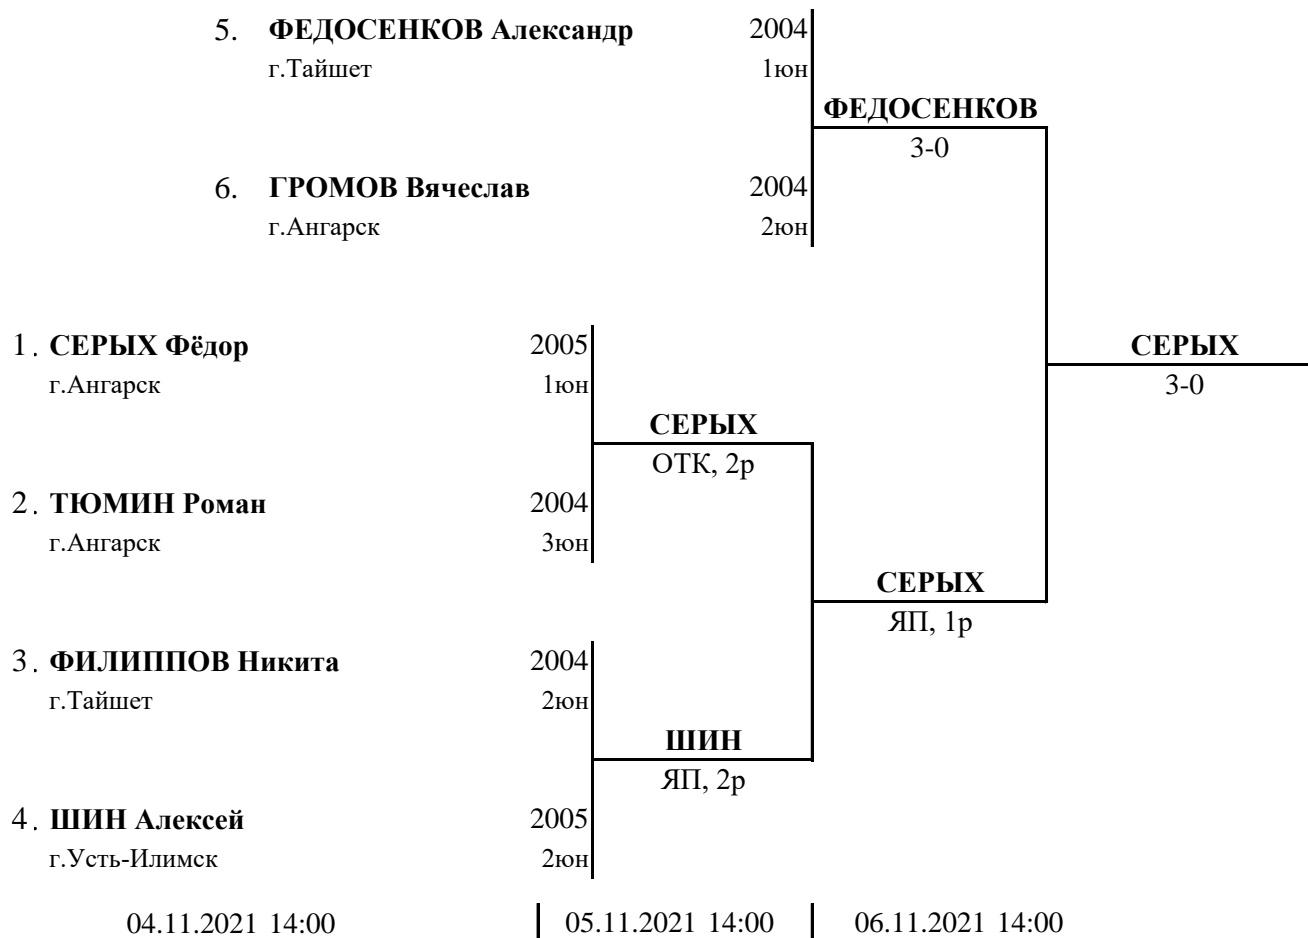 5. ФЕДОСЕНКОВ Александр 2004
г.Тайшет 1юн
ФЕДОСЕНКОВ
3-0
6. ГРОМОВ Вячеслав 2004
г.Ангарск 2юн
1. СЕРЫХ Фёдор 2005
г.Ангарск 1юн
СЕРЫХ
3-0
СЕРЫХ
ОТК, 2р
2. ТЮМИН Роман 2004
г.Ангарск 3юн
СЕРЫХ
ЯП, 1р
3. ФИЛИППОВ Никита 2004
г.Тайшет 2юн
ШИН
ЯП, 2р
4. ШИН Алексей 2005
г.Усть-Илимск 2юн
04.11.2021 14:00 05.11.2021 14:00 06.11.2021 14:00